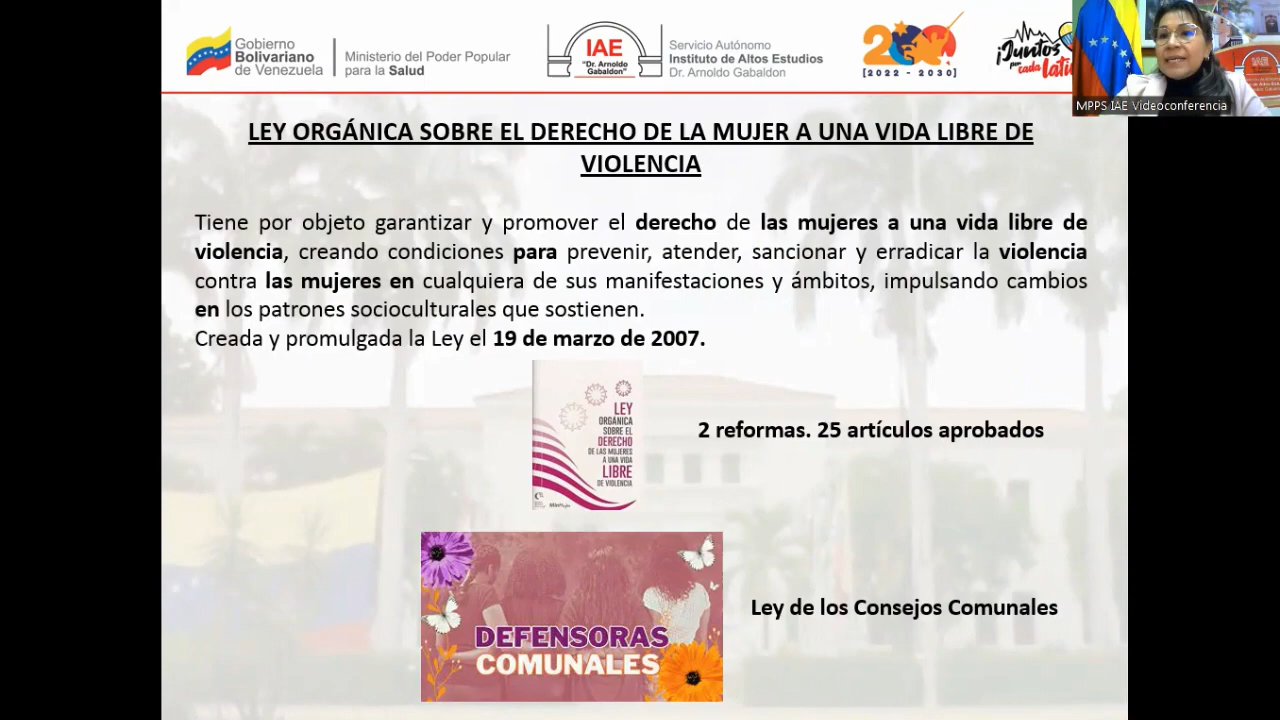 Gobierno
Bolivariano
de Venezuela
Ministerio del Poder Popular
para la Salud
IAE
"Dr. Arnoldo
Gabaldon"
Servicio Autónomo
Instituto de Altos Estudios
Dr. Arnoldo Gabaldon
200
[2022 - 2030]
¡Juntos
por cada
MPPS IAE Videoconferencia
LEY ORGÁNICA SOBRE EL DERECHO DE LA MUJER A UNA VIDA LIBRE DE
VIOLENCIA
Tiene por objeto garantizar y promover el derecho de las mujeres a una vida libre de
violencia, creando condiciones para prevenir, atender, sancionar y erradicar la violencia
contra las mujeres en cualquiera de sus manifestaciones y ámbitos, impulsando cambios
en los patrones socioculturales que sostienen.
Creada y promulgada la Ley el 19 de marzo de 2007.
LEY
ORGÁNICA
SOBRE EL
DERECHO
DE LAS MUJERES
A UNA VIDA
LIBRE
DE VIOLENCIA
2 reformas. 25 artículos aprobados
DEFENSORAS
COMUNALES
Ley de los Consejos Comunales